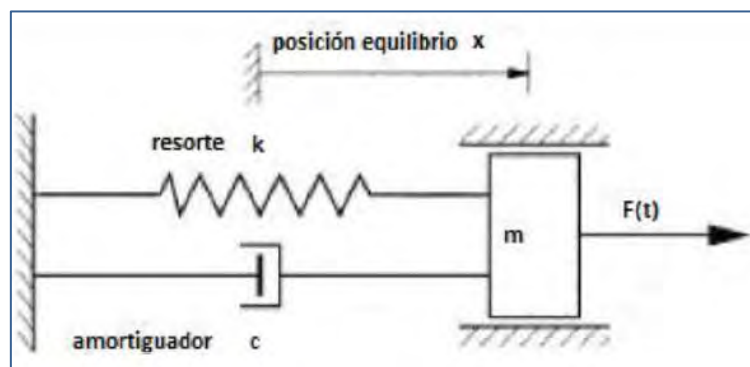 posición equilibrio x
resorte k
F(t)
m
amortiguador c